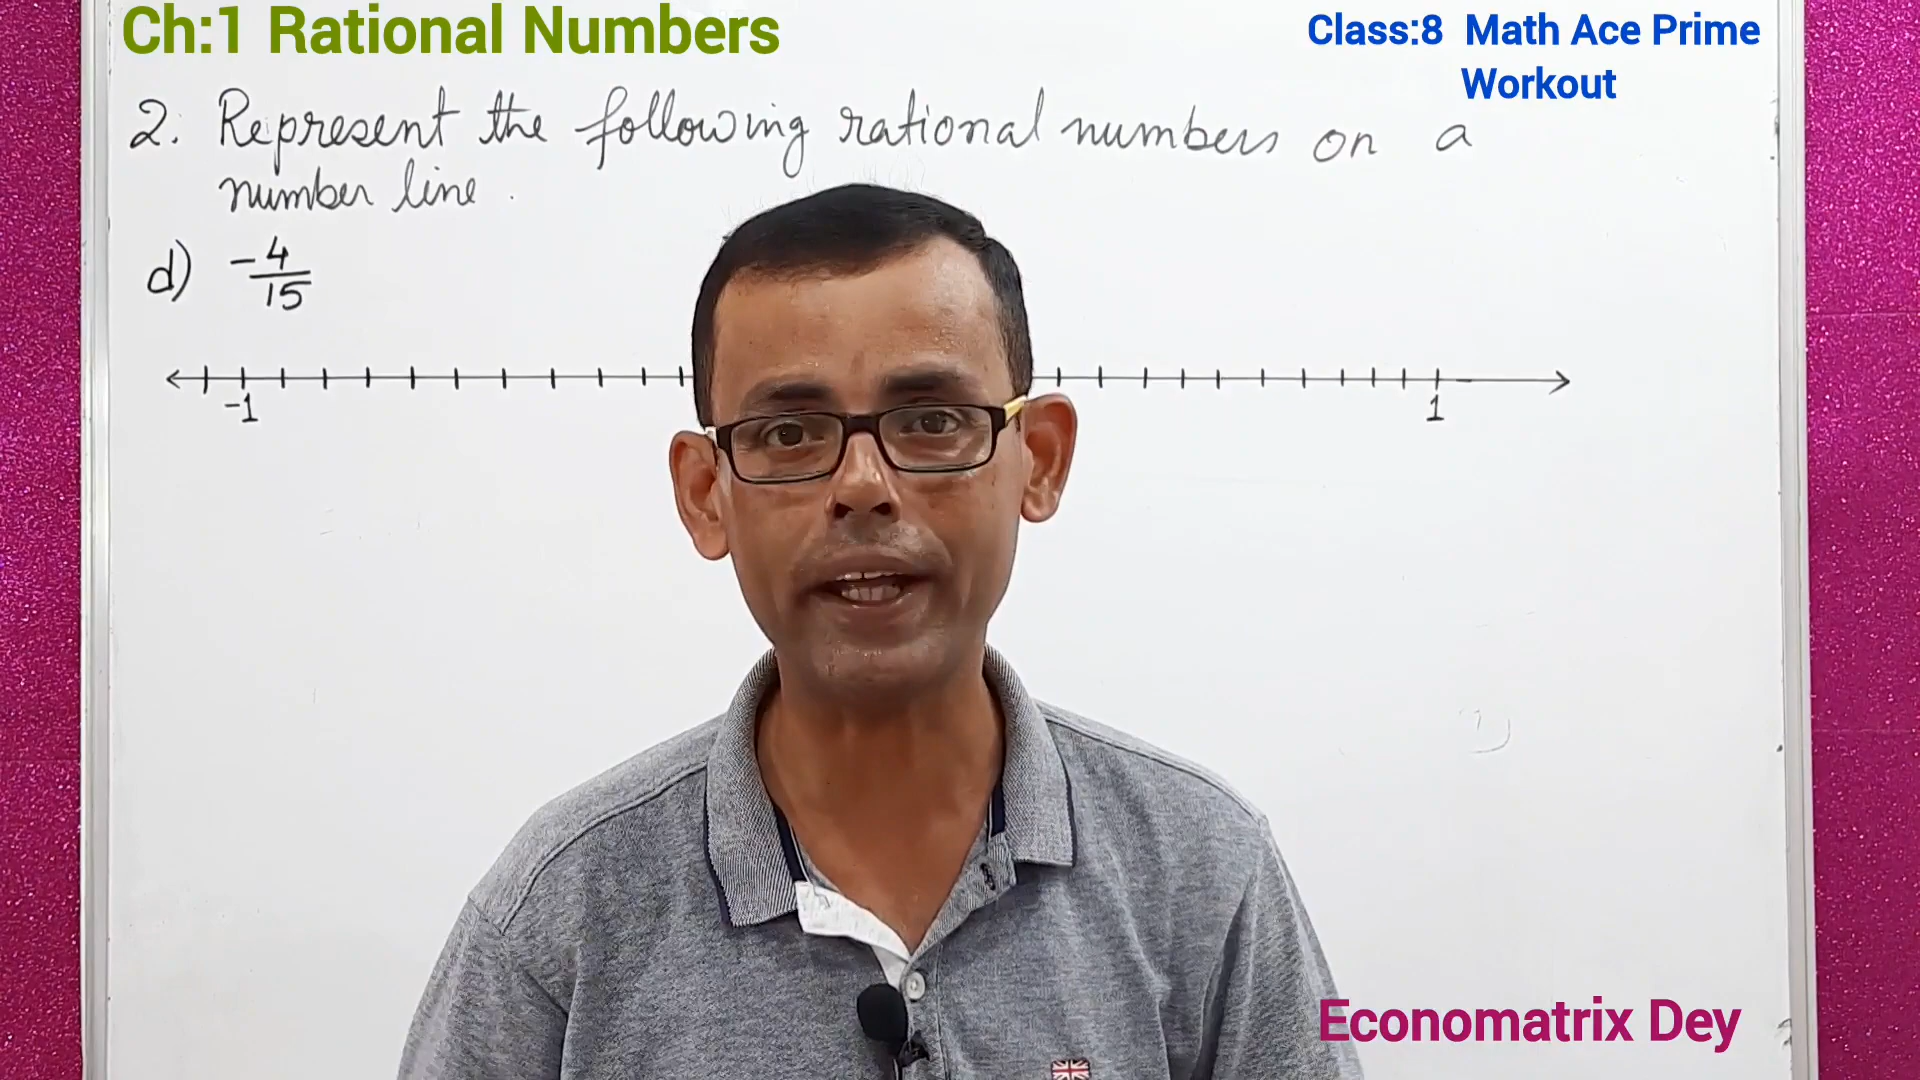 Ch:1 Rational Numbers
Class:8 Math Ace Prime
Workout
2. Represent the following rational numbers on a
number line.
d) -4/15
-1 1
Economatrix Dey